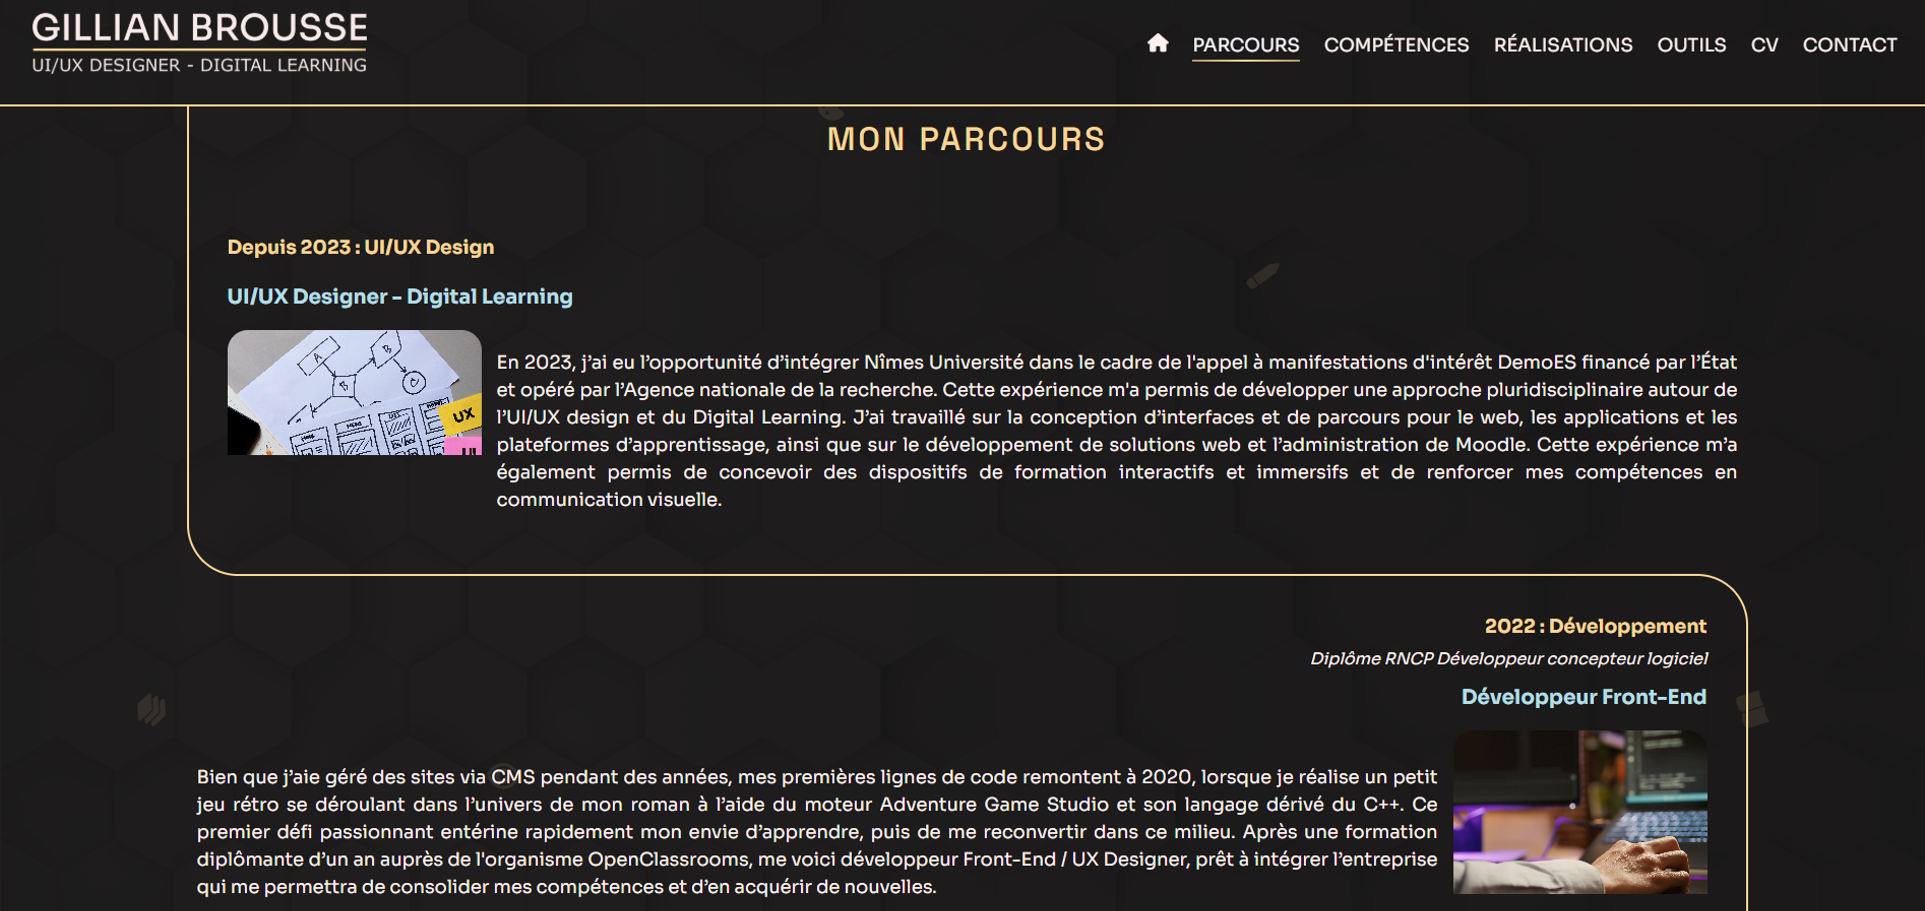 GILLIAN BROUSSE
UI/UX DESIGNER - DIGITAL LEARNING
PARCOURS COMPÉTENCES RÉALISATIONS OUTILS CV CONTACT
MON PARCOURS
Depuis 2023 : UI/UX Design
UI/UX Designer - Digital Learning
A
B
UX
UI
En 2023, j’ai eu l’opportunité d’intégrer Nîmes Université dans le cadre de l'appel à manifestations d'intérêt DemoES financé par l’État
et opéré par l’Agence nationale de la recherche. Cette expérience m'a permis de développer une approche pluridisciplinaire autour de
l’UI/UX design et du Digital Learning. J’ai travaillé sur la conception d’interfaces et de parcours pour le web, les applications et les
plateformes d’apprentissage, ainsi que sur le développement de solutions web et l’administration de Moodle. Cette expérience m’a
également permis de concevoir des dispositifs de formation interactifs et immersifs et de renforcer mes compétences en
communication visuelle.
2022 : Développement
Diplôme RNCP Développeur concepteur logiciel
Développeur Front-End
Bien que j’aie géré des sites via CMS pendant des années, mes premières lignes de code remontent à 2020, lorsque je réalise un petit
jeu rétro se déroulant dans l’univers de mon roman à l’aide du moteur Adventure Game Studio et son langage dérivé du C++. Ce
premier défi passionnant entérine rapidement mon envie d’apprendre, puis de me reconvertir dans ce milieu. Après une formation
diplômante d’un an auprès de l'organisme OpenClassrooms, me voici développeur Front-End / UX Designer, prêt à intégrer l’entreprise
qui me permettra de consolider mes compétences et d’en acquérir de nouvelles.